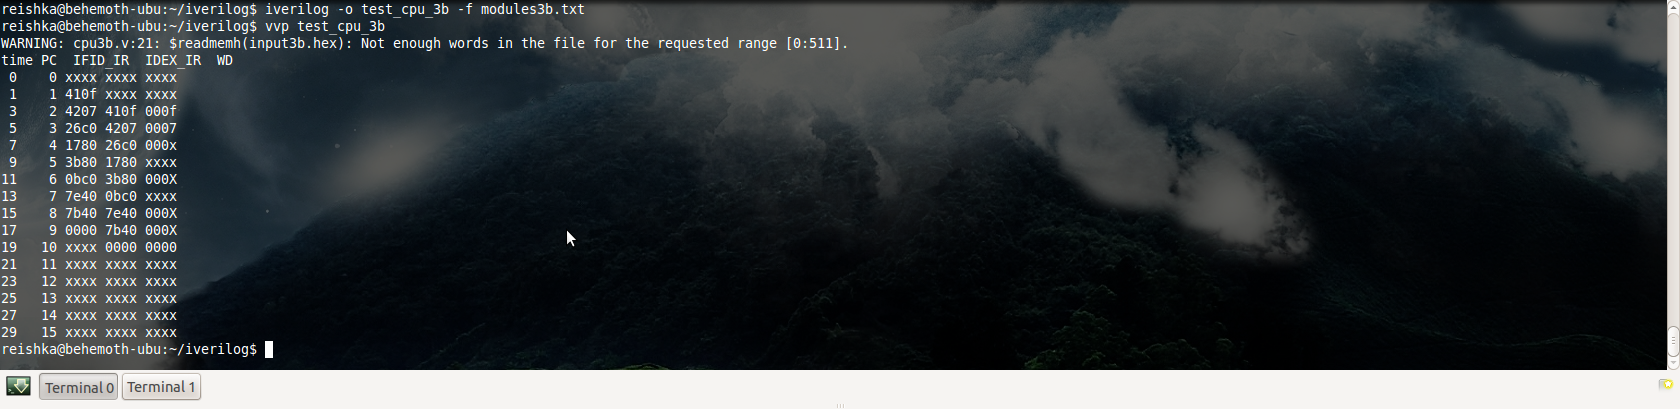 reishka@behemoth-ubu:~/iverilog$ iverilog -o test_cpu_3b -f modules3b.txt
reishka@behemoth-ubu:~/iverilog$ vvp test_cpu_3b
WARNING: cpu3b.v:21: $readmemh(input3b.hex): Not enough words in the file for the requested range [0:511].
time PC  IFID_IR  IDEX_IR  WD
 0    0 xxxx xxxx xxxx
 1    1 410f xxxx xxxx
 3    2 4207 410f 000f
 5    3 26c0 4207 0007
 7    4 1780 26c0 000x
 9    5 3b80 1780 xxxx
11    6 0bc0 3b80 000X
13    7 7e40 0bc0 xxxx
15    8 7b40 7e40 000X
17    9 0000 7b40 000X
19   10 xxxx 0000 0000
21   11 xxxx xxxx xxxx
23   12 xxxx xxxx xxxx
25   13 xxxx xxxx xxxx
27   14 xxxx xxxx xxxx
29   15 xxxx xxxx xxxx
reishka@behemoth-ubu:~/iverilog$
Terminal 0 Terminal 1